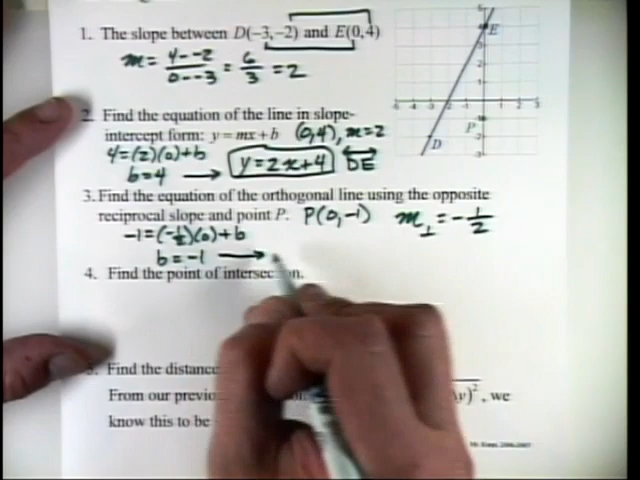 1. The slope between D(−3,−2) and E(0,4)
m = 4--2 / 0--3 = 6/3 = 2
2. Find the equation of the line in slope-
intercept form: y = mx + b (0,4), m=2
4=(2)(0)+b
b=4 → y=2x+4 DE
3. Find the equation of the orthogonal line using the opposite
reciprocal slope and point P. P(0,-1) m⊥ = -1/2
-1=(-1/2)(0)+b
b=-1 →
4. Find the point of intersection.
Find the distance
From our previo
y)², we
know this to be
E
P
D